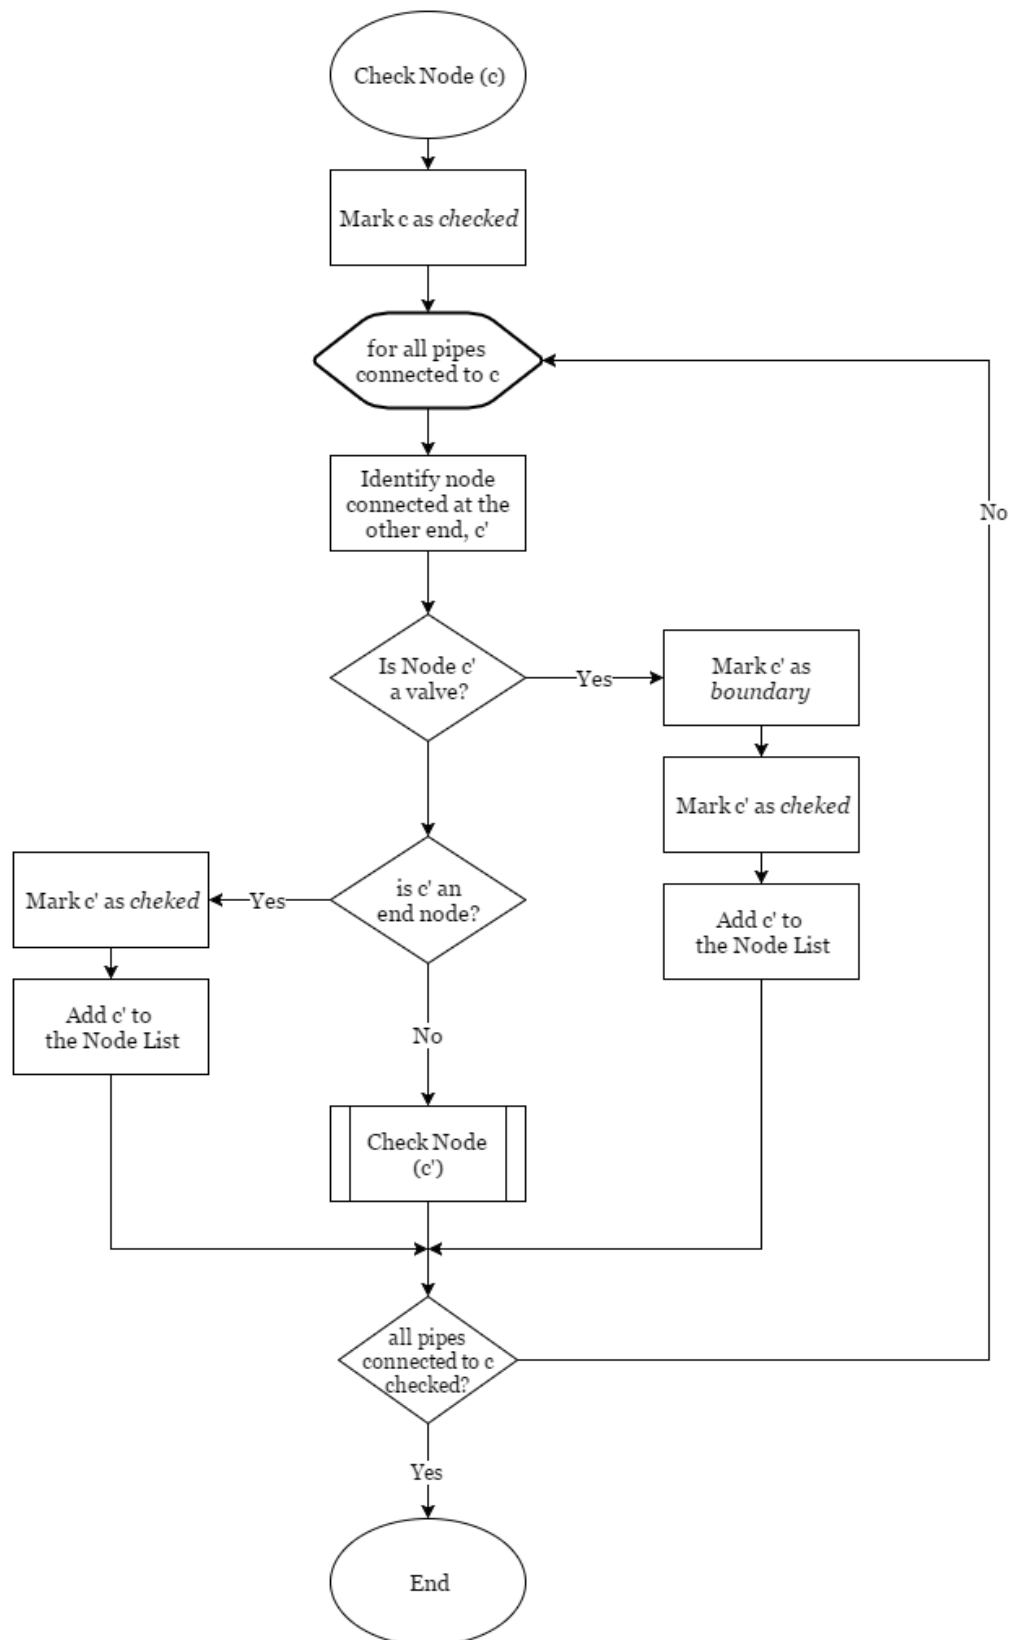 Check Node (c)
Mark c as checked
for all pipes
connected to c
Identify node
connected at the
other end, c'
No
Is Node c'
a valve?
Yes
Mark c' as
boundary
Mark c' as cheked
Mark c' as cheked
Yes
is c' an
end node?
Add c' to
the Node List
Add c' to
the Node List
No
Check Node
(c')
all pipes
connected to c
checked?
Yes
End